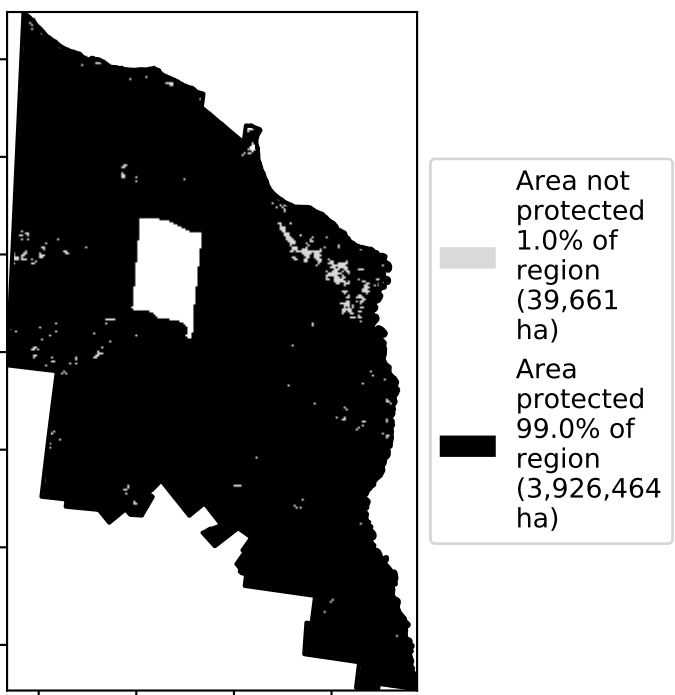 Area not
protected
1.0% of
region
(39,661
ha)
Area
protected
99.0% of
region
(3,926,464
ha)